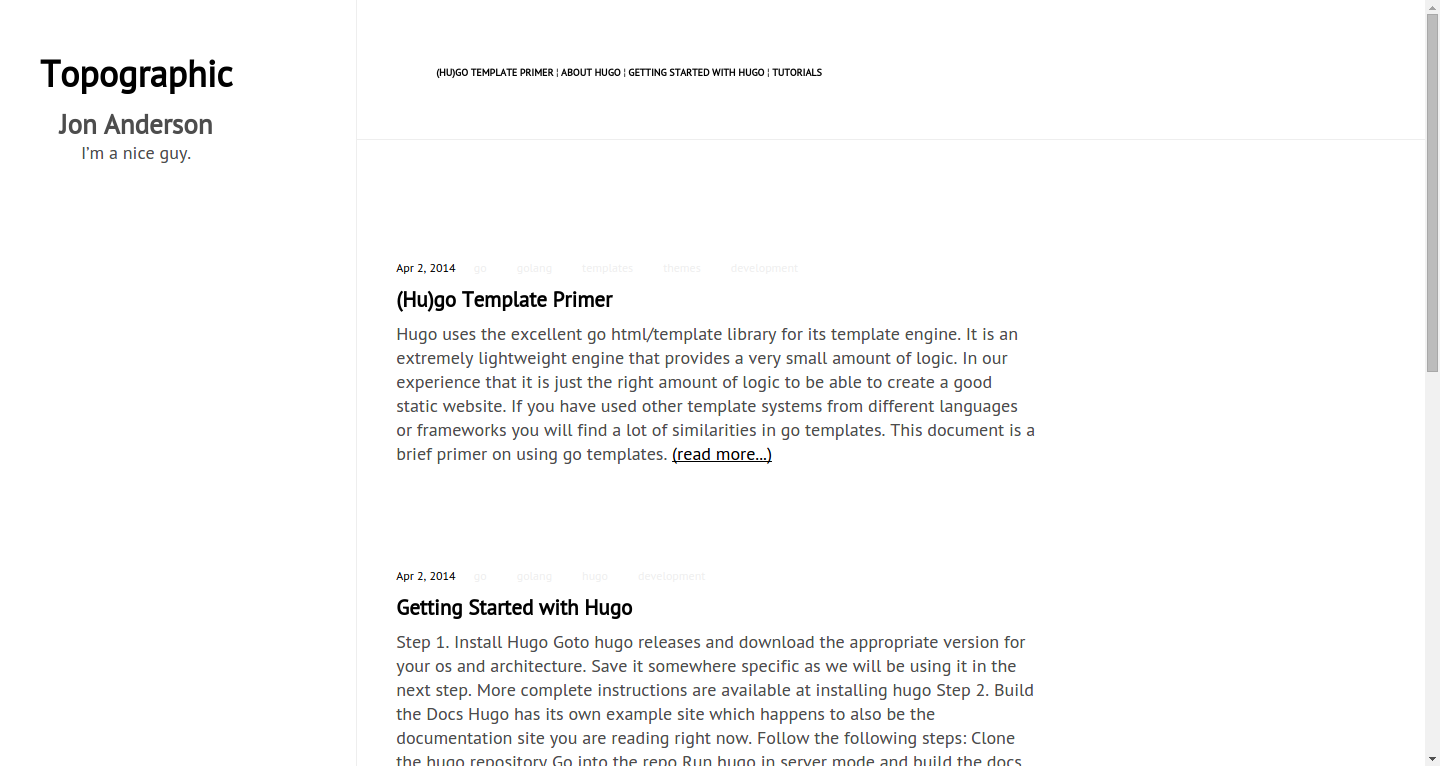 Topographic
Jon Anderson
I'm a nice guy.
(HU)GO TEMPLATE PRIMER ¦ ABOUT HUGO ¦ GETTING STARTED WITH HUGO ¦ TUTORIALS
Apr 2, 2014 go golang templates themes development
(Hu)go Template Primer
Hugo uses the excellent go html/template library for its template engine. It is an
extremely lightweight engine that provides a very small amount of logic. In our
experience that it is just the right amount of logic to be able to create a good
static website. If you have used other template systems from different languages
or frameworks you will find a lot of similarities in go templates. This document is a
brief primer on using go templates. (read more...)
Apr 2, 2014 go golang hugo development
Getting Started with Hugo
Step 1. Install Hugo Goto hugo releases and download the appropriate version for
your os and architecture. Save it somewhere specific as we will be using it in the
next step. More complete instructions are available at installing hugo Step 2. Build
the Docs Hugo has its own example site which happens to also be the
documentation site you are reading right now. Follow the following steps: Clone
the hugo repository Go into the repo Run hugo in server mode and build the docs